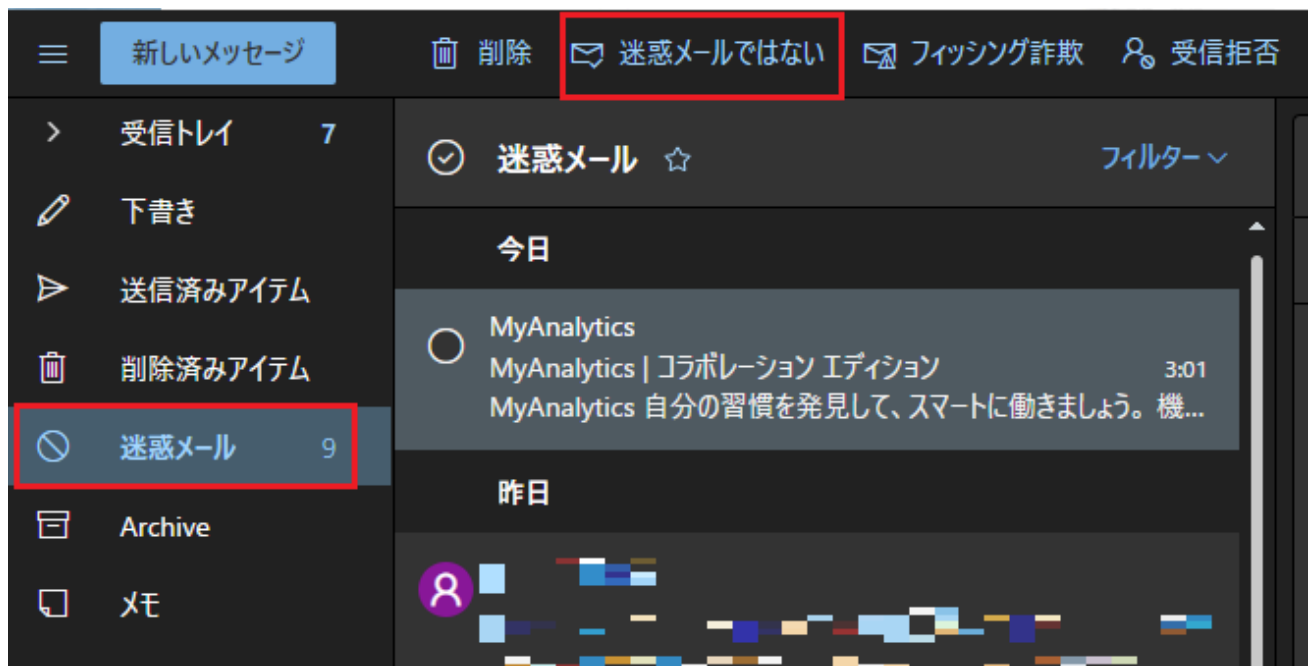 新しいメッセージ
削除
迷惑メールではない
フィッシング詐欺
受信拒否
受信トレイ 7
下書き
送信済みアイテム
削除済みアイテム
迷惑メール 9
Archive
メモ
迷惑メール
フィルター
今日
MyAnalytics
MyAnalytics | コラボレーション エディション 3:01
MyAnalytics 自分の習慣を発見して、スマートに働きましょう。機...
昨日